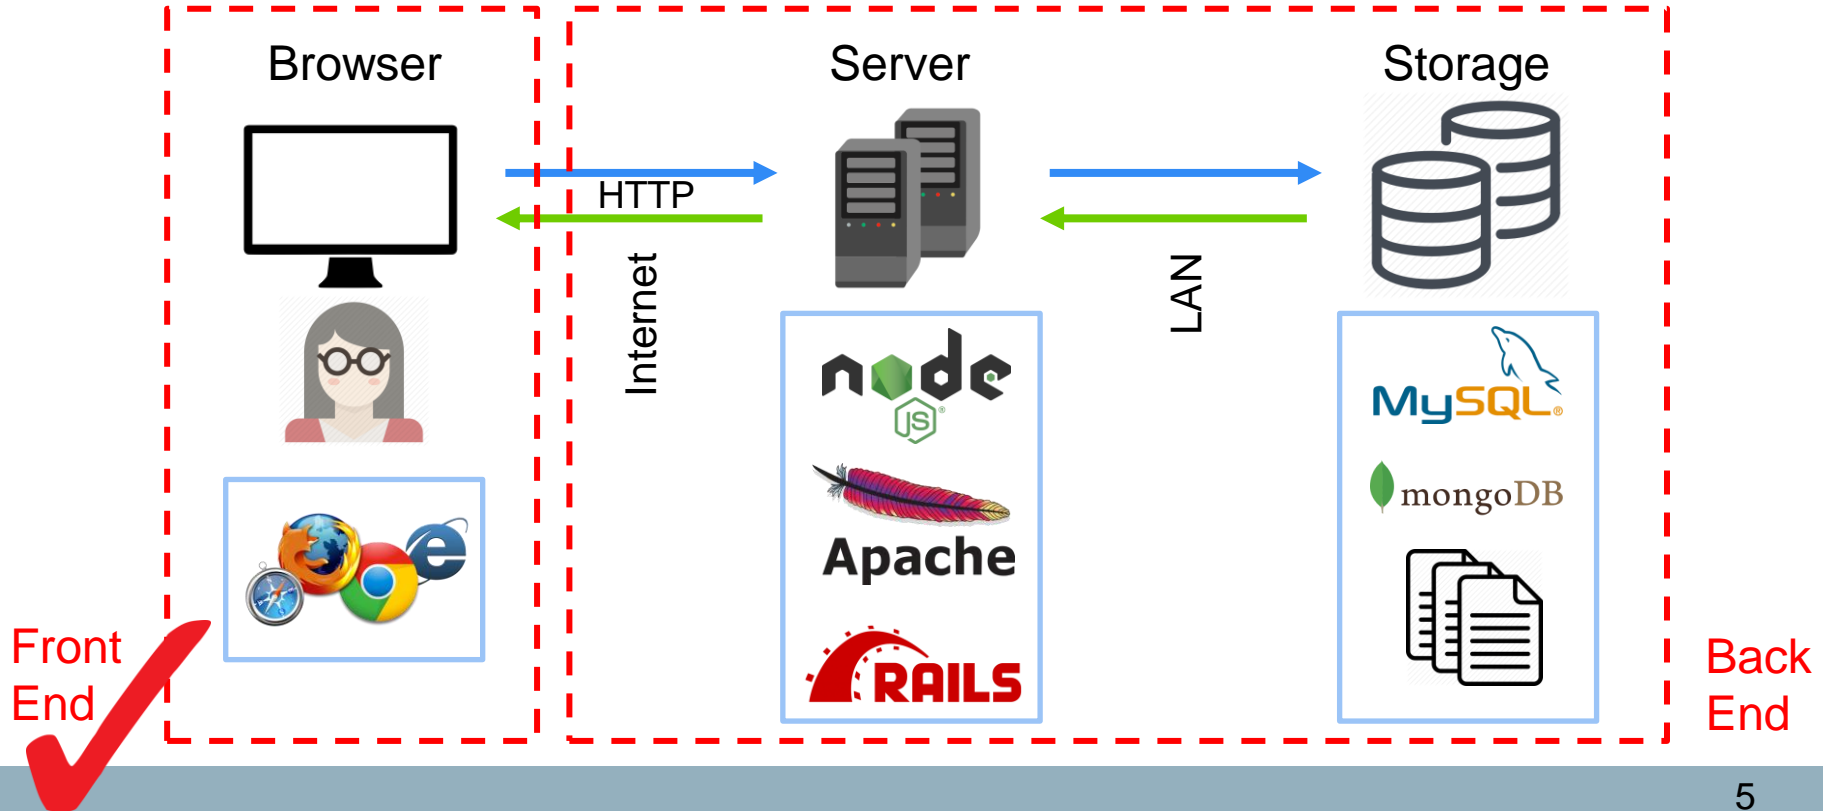 Browser
Server
Storage
HTTP
Internet
LAN
node
JS®
Apache
RAILS
MySQL®
mongoDB
Front
End
Back
End
5